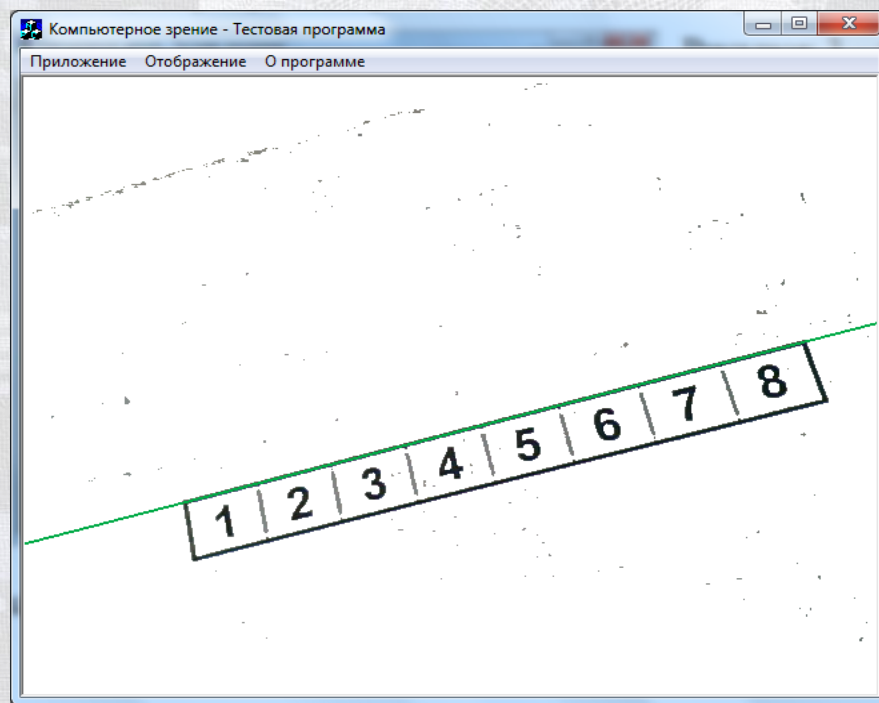 Компьютерное зрение - Тестовая программа
Приложение Отображение О программе
1 2 3 4 5 6 7 8